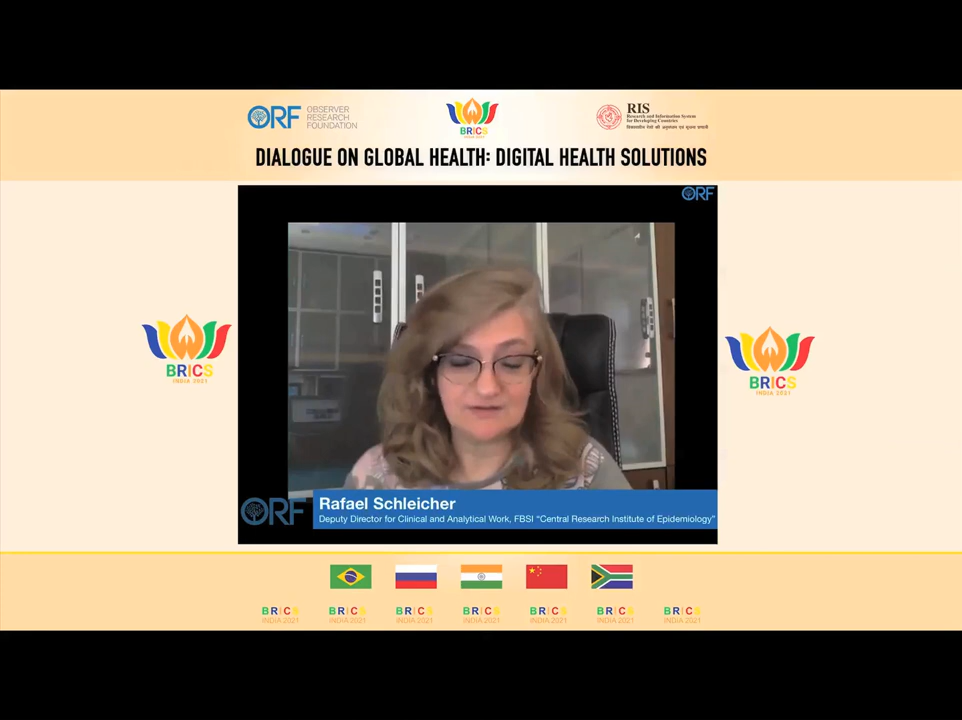 ORF OBSERVER
RESEARCH
FOUNDATION
BRICS
RIS
Research and Information System
for Developing Countries
DIALOGUE ON GLOBAL HEALTH: DIGITAL HEALTH SOLUTIONS
ORF
BRICS
INDIA 2021
BRICS
INDIA 2021
ORF
Rafael Schleicher
Deputy Director for Clinical and Analytical Work, FBSI “Central Research Institute of Epidemiology”
BRICS BRICS BRICS BRICS BRICS BRICS BRICS
INDIA 2021 INDIA 2021 INDIA 2021 INDIA 2021 INDIA 2021 INDIA 2021 INDIA 2021